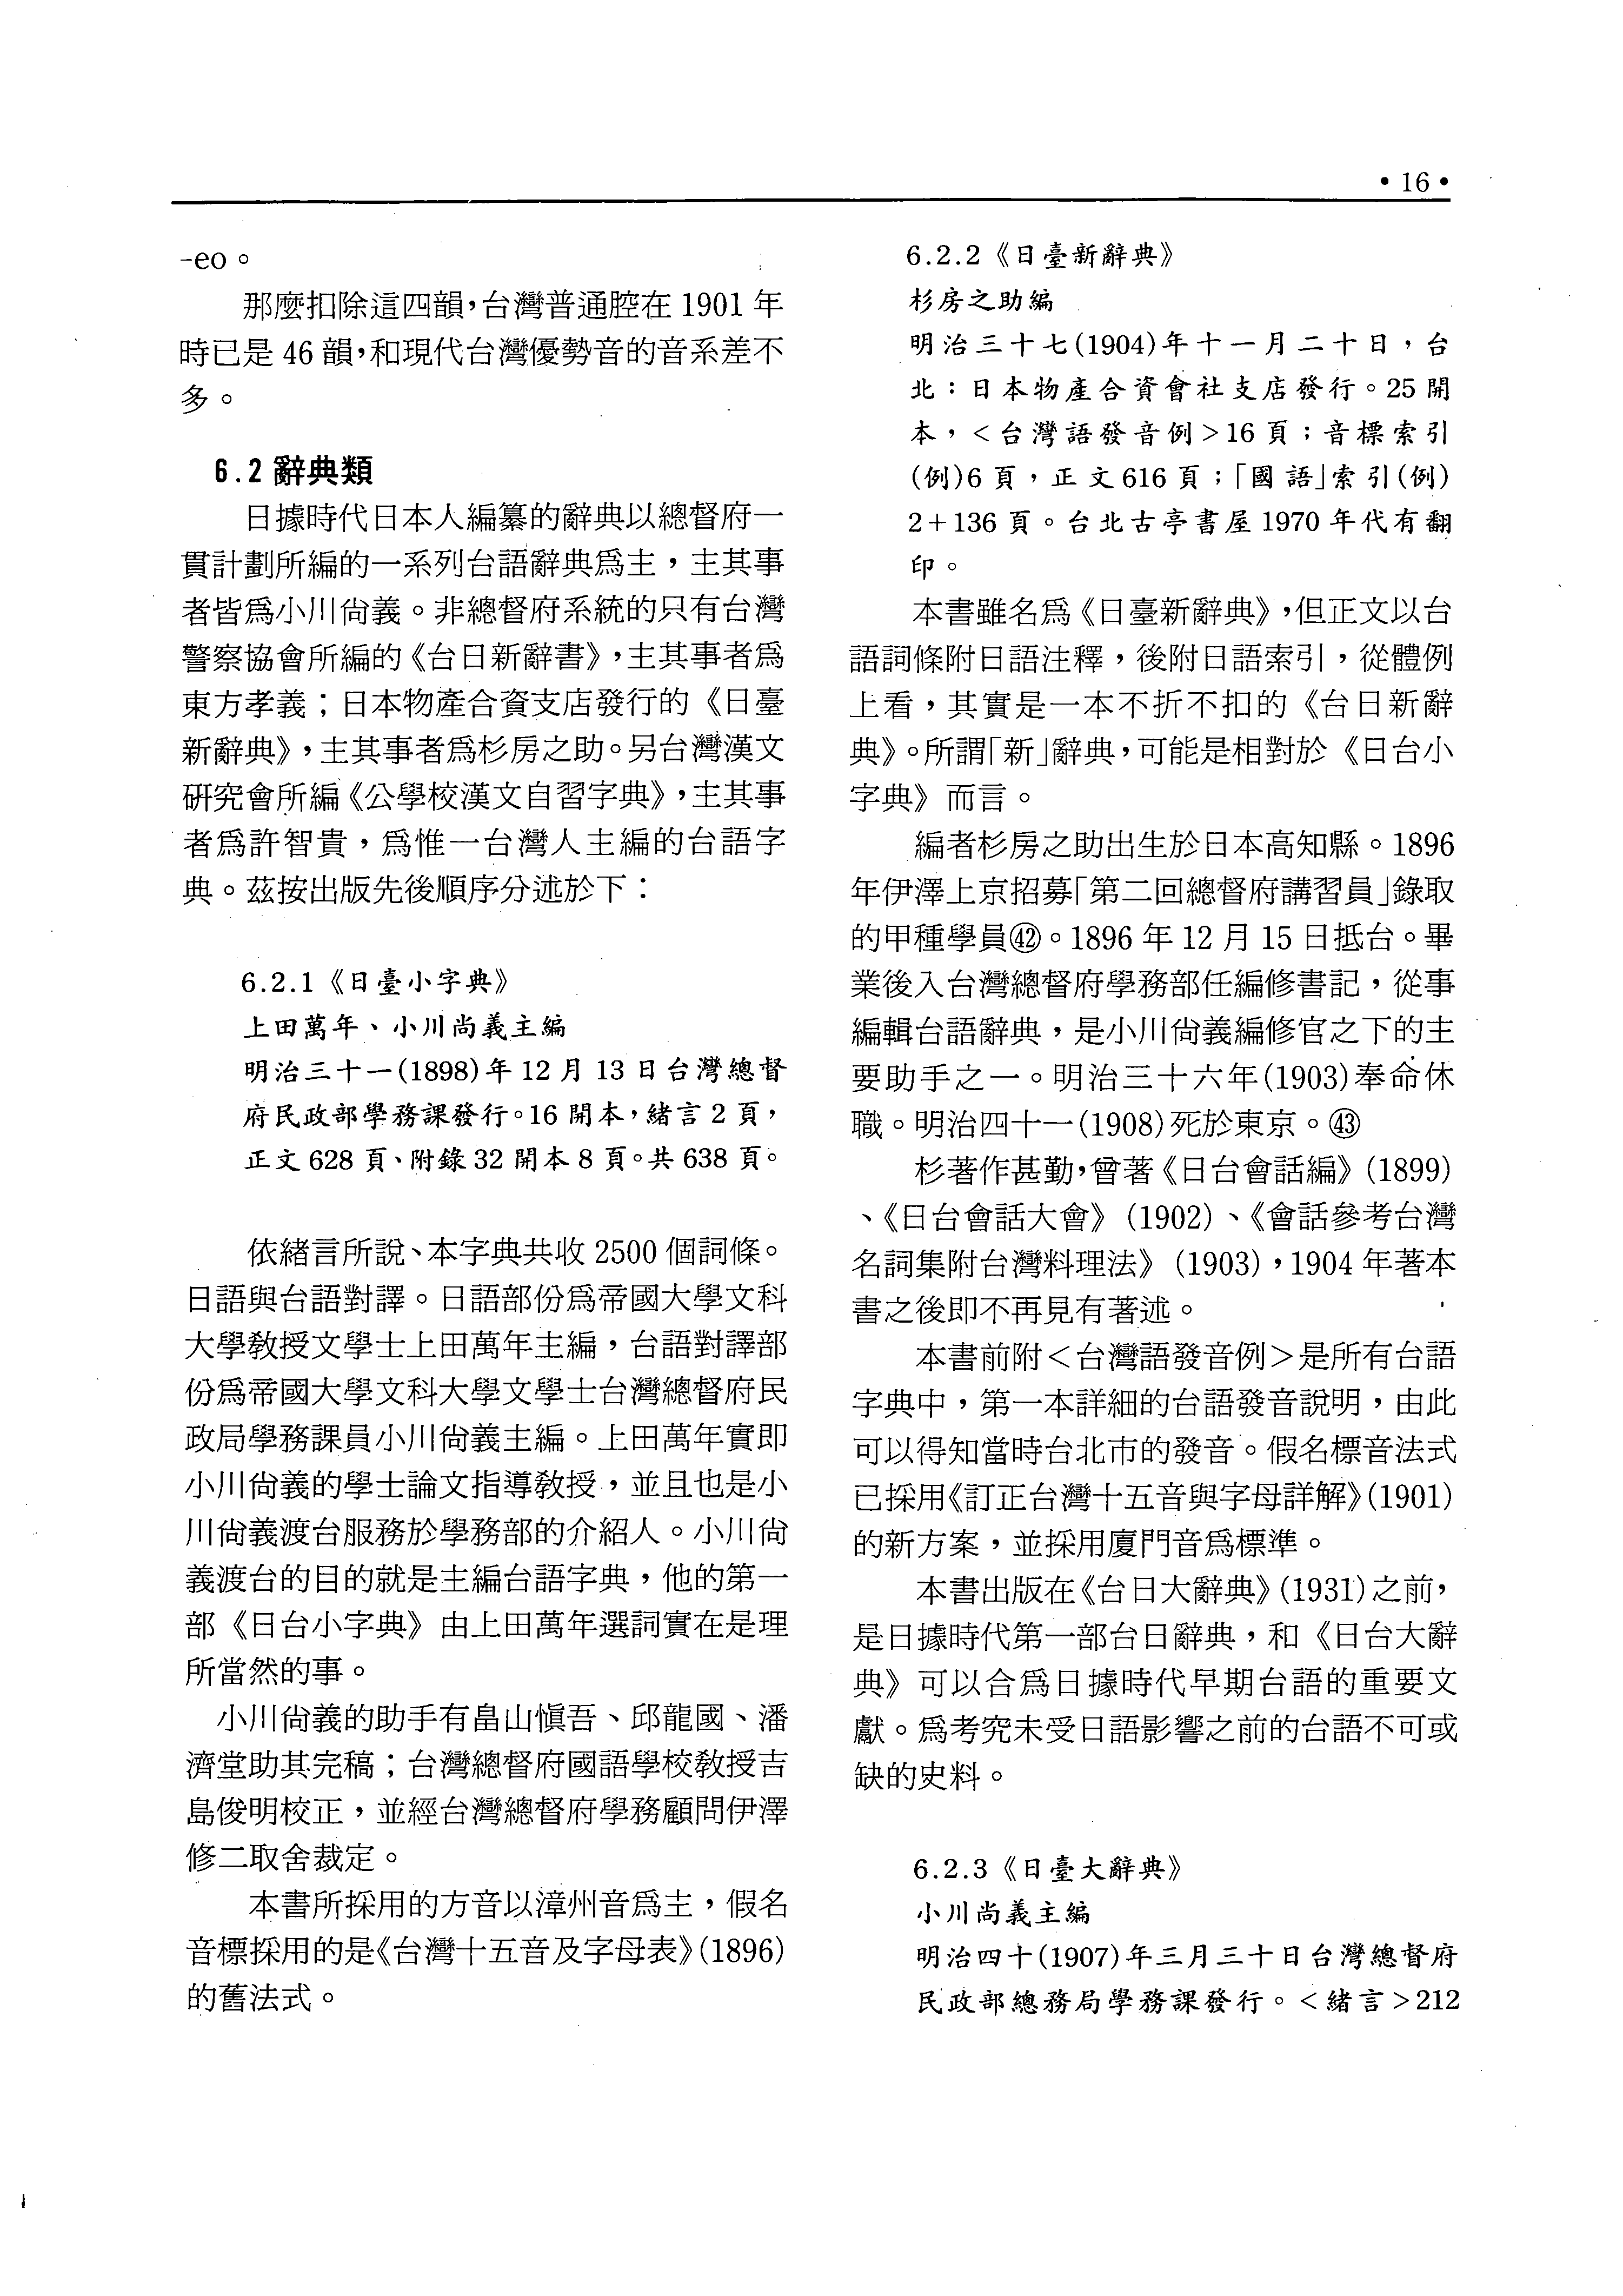 •16•
-eo。
那麼扣除這四韻，台灣普通腔在 1901 年
時已是 46 韻，和現代台灣優勢音的音系差不
多。
6.2 辭典類
日據時代日本人編纂的辭典以總督府一
貫計劃所編的一系列台語辭典爲主，主其事
者皆爲小川尙義。非總督府系統的只有台灣
警察協會所編的《台日新辭書》，主其事者爲
東方孝義；日本物產合資支店發行的《日臺
新辭典》，主其事者爲杉房之助。另台灣漢文
研究會所編《公學校漢文自習字典》，主其事
者爲許智貴，爲惟一台灣人主編的台語字
典。茲按出版先後順序分述於下：
6.2.1《日臺小字典》
上田萬年、小川尚義主編
明治三十一(1898)年 12 月 13 日台灣總督
府民政部學務課發行。16 開本，緒言 2 頁，
正文 628 頁、附錄 32 開本 8 頁。共 638 頁。
依緒言所說、本字典共收 2500 個詞條。
日語與台語對譯。日語部份爲帝國大學文科
大學敎授文學士上田萬年主編，台語對譯部
份爲帝國大學文科大學文學士台灣總督府民
政局學務課員小川尙義主編。上田萬年實即
小川尙義的學士論文指導敎授，並且也是小
川尙義渡台服務於學務部的介紹人。小川尙
義渡台的目的就是主編台語字典，他的第一
部《日台小字典》由上田萬年選詞實在是理
所當然的事。
小川尙義的助手有畠山愼吾、邱龍國、潘
濟堂助其完稿；台灣總督府國語學校敎授吉
島俊明校正，並經台灣總督府學務顧問伊澤
修二取舍裁定。
本書所採用的方音以漳州音爲主，假名
音標採用的是《台灣十五音及字母表》(1896)
的舊法式。
6.2.2《日臺新辭典》
杉房之助編
明治三十七(1904)年十一月二十日，台
北：日本物產合資會社支店發行。25 開
本，<台灣語發音例>16 頁；音標索引
(例)6 頁，正文 616 頁；「國語」索引(例)
2+136 頁。台北古亭書屋 1970 年代有翻
印。
本書雖名爲《日臺新辭典》，但正文以台
語詞條附日語注釋，後附日語索引，從體例
上看，其實是一本不折不扣的《台日新辭
典》。所謂「新」辭典，可能是相對於《日台小
字典》而言。
編者杉房之助出生於日本高知縣。1896
年伊澤上京招募「第二回總督府講習員」錄取
的甲種學員㊷。1896 年 12 月 15 日抵台。畢
業後入台灣總督府學務部任編修書記，從事
編輯台語辭典，是小川尙義編修官之下的主
要助手之一。明治三十六年(1903)奉命休
職。明治四十一(1908)死於東京。㊸
杉著作甚勤，曾著《日台會話編》(1899)
、《日台會話大會》(1902)、《會話參考台灣
名詞集附台灣料理法》(1903)，1904 年著本
書之後即不再見有著述。
本書前附<台灣語發音例>是所有台語
字典中，第一本詳細的台語發音說明，由此
可以得知當時台北市的發音。假名標音法式
已採用《訂正台灣十五音與字母詳解》(1901)
的新方案，並採用廈門音爲標準。
本書出版在《台日大辭典》(1931)之前，
是日據時代第一部台日辭典，和《日台大辭
典》可以合爲日據時代早期台語的重要文
獻。爲考究未受日語影響之前的台語不可或
缺的史料。
6.2.3《日臺大辭典》
小川尚義主編
明治四十(1907)年三月三十日台灣總督府
民政部總務局學務課發行。<緒言>212